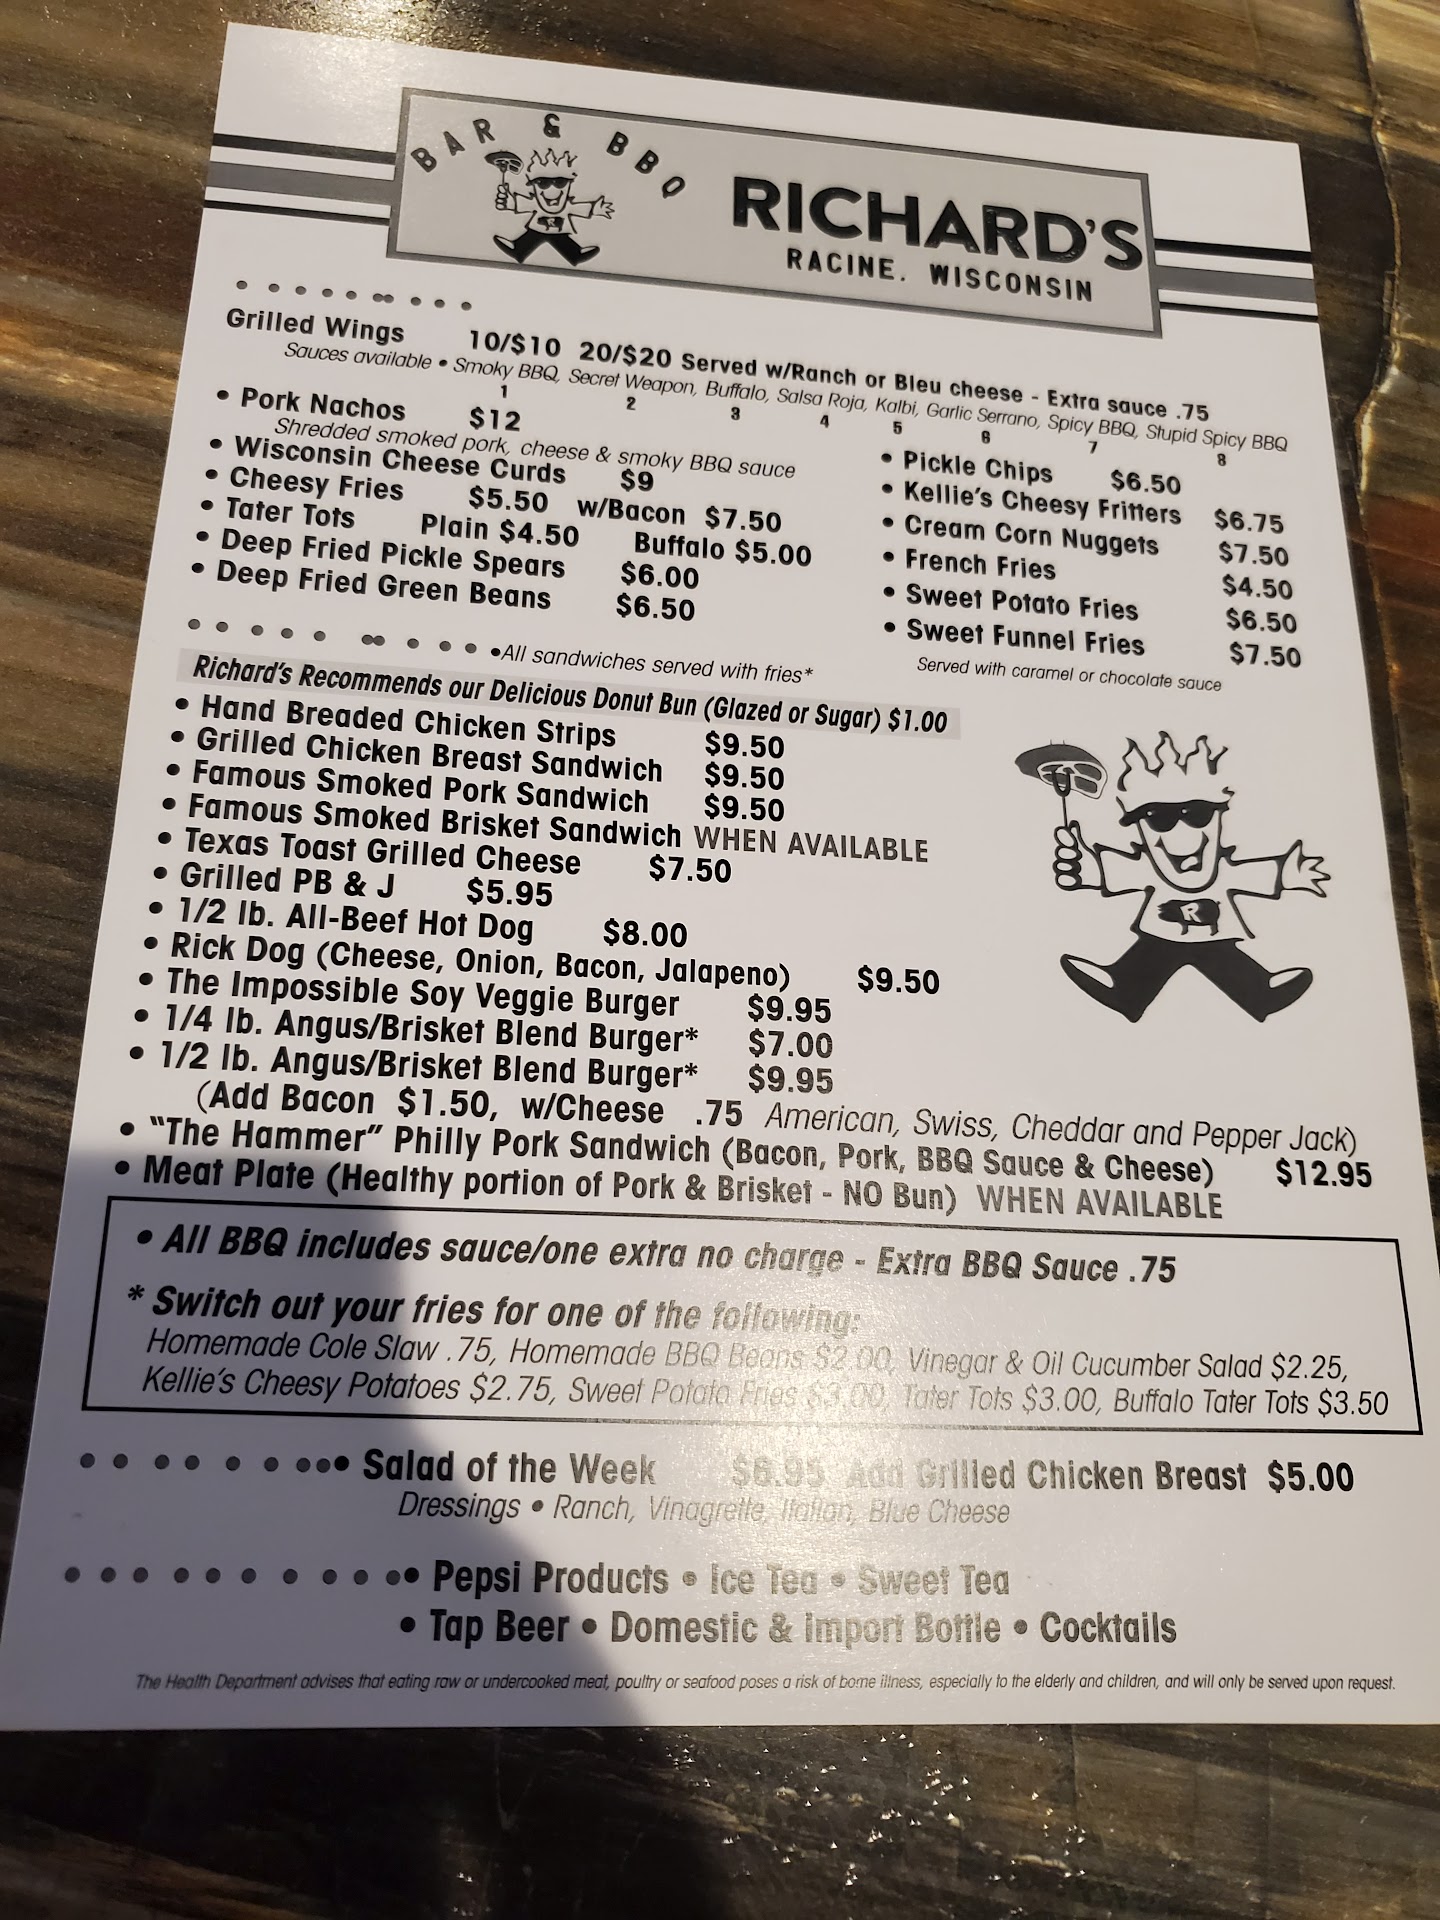 BAR & BBQ
RICHARD'S
RACINE. WISCONSIN
Grilled Wings 10/$10 20/$20 Served w/Ranch or Bleu cheese - Extra sauce .75
Sauces available • Smoky BBQ, Secret Weapon, Buffalo, Salsa Roja, Kalbi, Garlic Serrano, Spicy BBQ, Stupid Spicy BBQ
1 2 3 4 5 6 7 8
• Pork Nachos $12
Shredded smoked pork, cheese & smoky BBQ sauce
• Wisconsin Cheese Curds $9
• Cheesy Fries $5.50 w/Bacon $7.50
• Tater Tots Plain $4.50 Buffalo $5.00
• Deep Fried Pickle Spears $6.00
• Deep Fried Green Beans $6.50
• Pickle Chips $6.50
• Kellie's Cheesy Fritters $6.75
• Cream Corn Nuggets $7.50
• French Fries $4.50
• Sweet Potato Fries $6.50
• Sweet Funnel Fries $7.50
Served with caramel or chocolate sauce
•All sandwiches served with fries*
Richard's Recommends our Delicious Donut Bun (Glazed or Sugar) $1.00
• Hand Breaded Chicken Strips $9.50
• Grilled Chicken Breast Sandwich $9.50
• Famous Smoked Pork Sandwich $9.50
• Famous Smoked Brisket Sandwich WHEN AVAILABLE
• Texas Toast Grilled Cheese $7.50
• Grilled PB & J $5.95
• 1/2 lb. All-Beef Hot Dog $8.00
• Rick Dog (Cheese, Onion, Bacon, Jalapeno) $9.50
• The Impossible Soy Veggie Burger $9.95
• 1/4 lb. Angus/Brisket Blend Burger* $7.00
• 1/2 lb. Angus/Brisket Blend Burger* $9.95
(Add Bacon $1.50, w/Cheese .75 American, Swiss, Cheddar and Pepper Jack)
• "The Hammer" Philly Pork Sandwich (Bacon, Pork, BBQ Sauce & Cheese) $12.95
• Meat Plate (Healthy portion of Pork & Brisket - NO Bun) WHEN AVAILABLE
R
• All BBQ includes sauce/one extra no charge - Extra BBQ Sauce .75
* Switch out your fries for one of the following:
Homemade Cole Slaw .75, Homemade BBQ Beans $2.00, Vinegar & Oil Cucumber Salad $2.25,
Kellie's Cheesy Potatoes $2.75, Sweet Potato Fries $3.00, Tater Tots $3.00, Buffalo Tater Tots $3.50
• Salad of the Week $6.95 Add Grilled Chicken Breast $5.00
Dressings • Ranch, Vinagrette, Italian, Blue Cheese
• Pepsi Products • Ice Tea • Sweet Tea
• Tap Beer • Domestic & Import Bottle • Cocktails
The Health Department advises that eating raw or undercooked meat, poultry or seafood poses a risk of borne illness, especially to the elderly and children, and will only be served upon request.